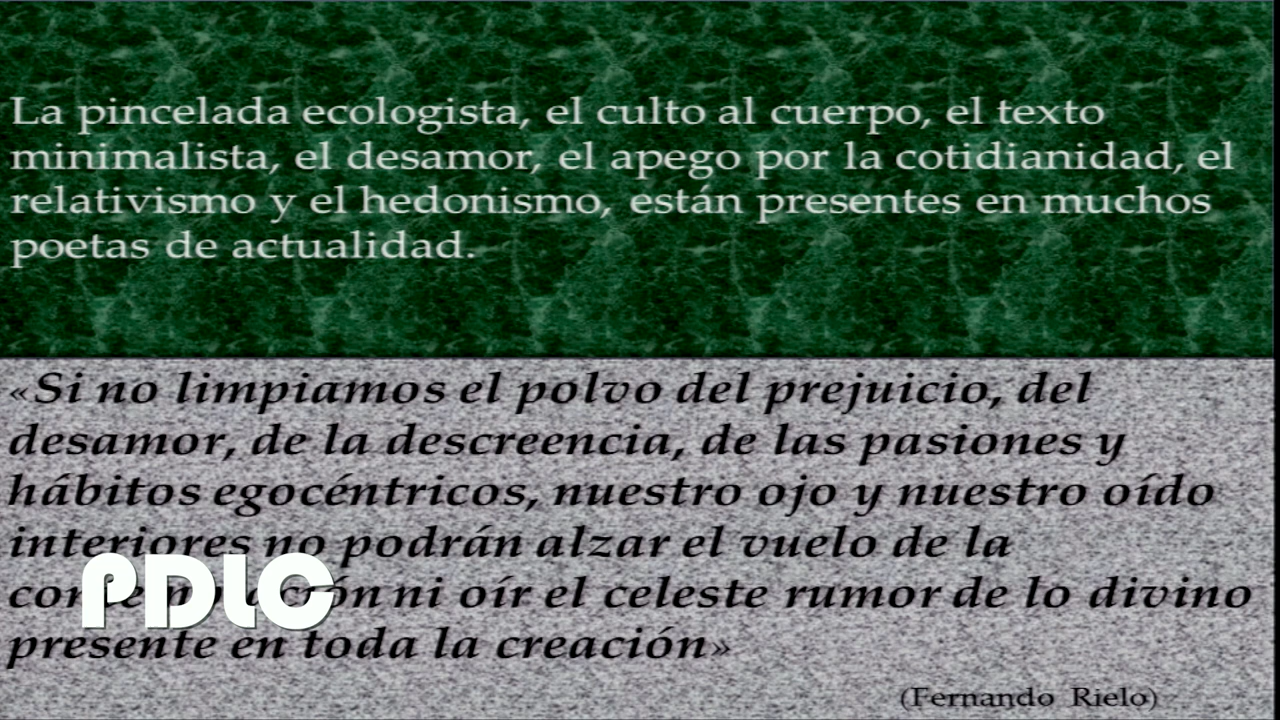 La pincelada ecologista, el culto al cuerpo, el texto
minimalista, el desamor, el apego por la cotidianidad, el
relativismo y el hedonismo, están presentes en muchos
poetas de actualidad.
«Si no limpiamos el polvo del prejuicio, del
desamor, de la descreencia, de las pasiones y
hábitos egocéntricos, nuestro ojo y nuestro oído
interiores no podrán alzar el vuelo de la
contemplación ni oír el celeste rumor de lo divino
presente en toda la creación»
PDLC
(Fernando Rielo)